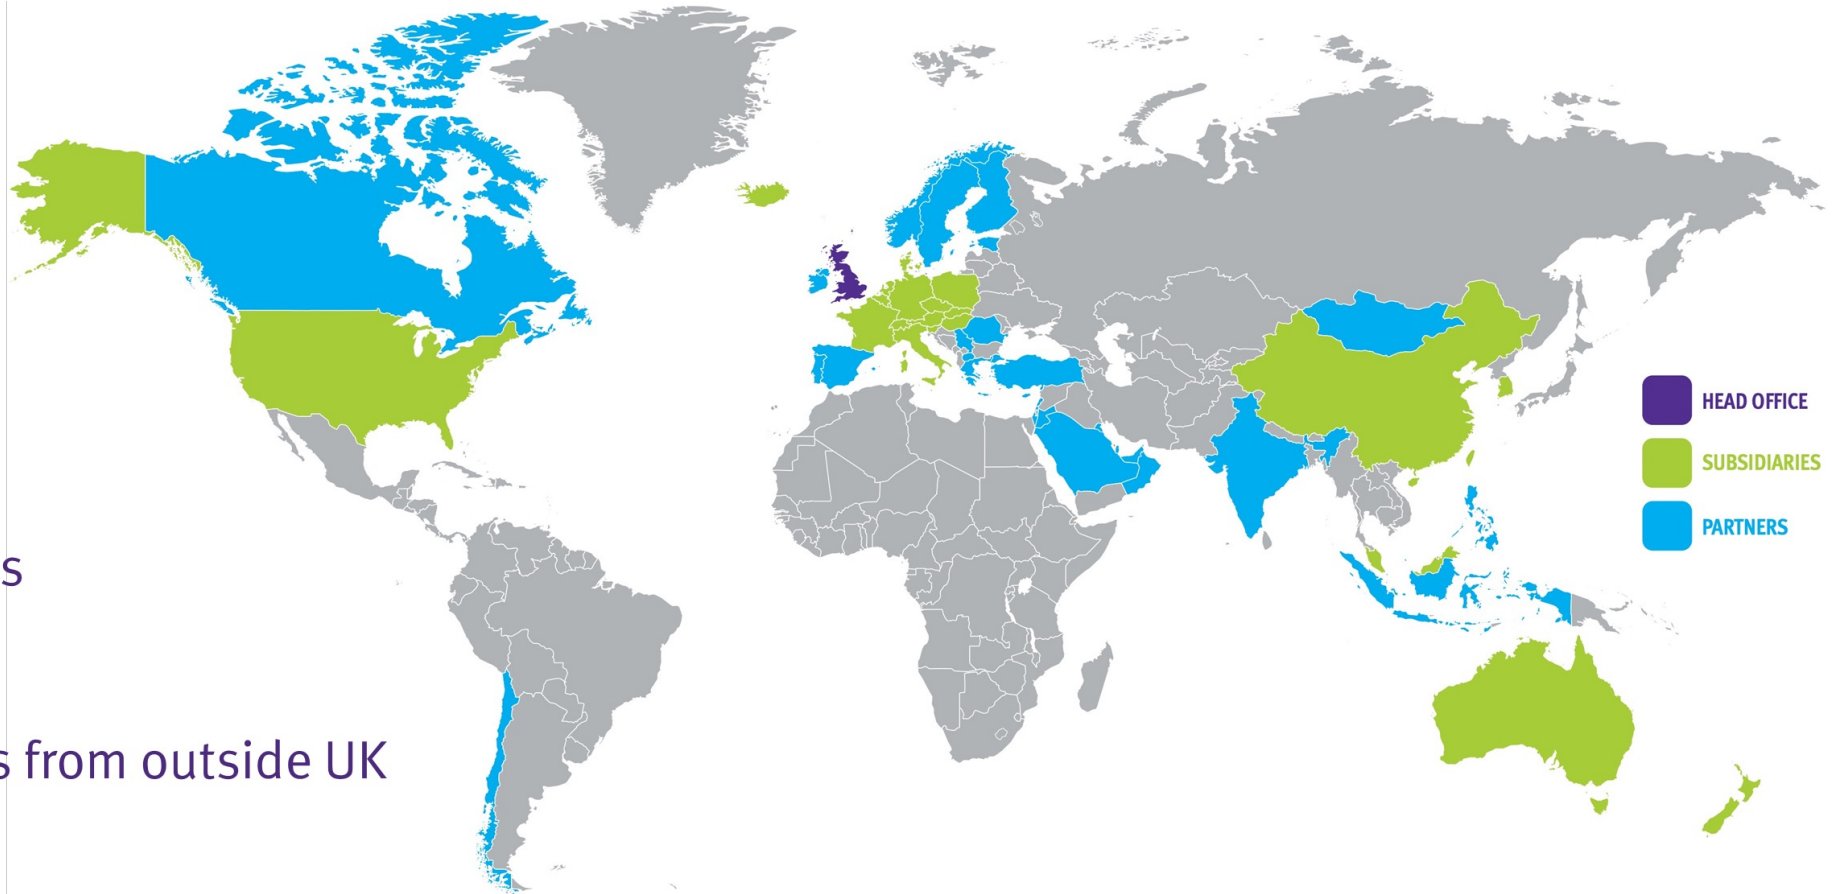 s
s from outside UK
HEAD OFFICE
SUBSIDIARIES
PARTNERS